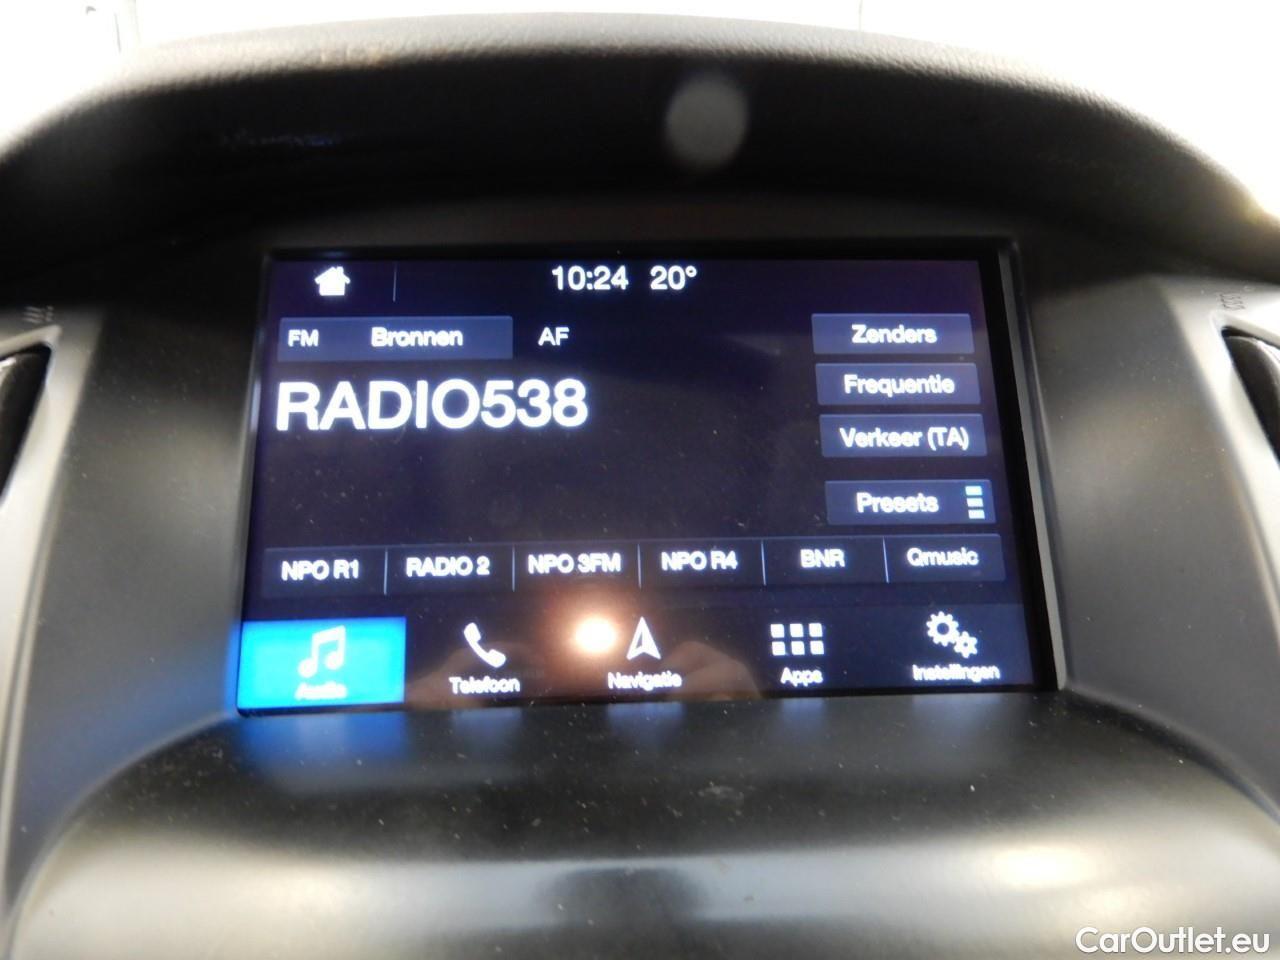 10:24 20°
FM Bronnen AF Zenders
RADIO538
Frequentie
Verkeer (TA)
Presets
NPO R1 RADIO 2 NPO 3FM NPO R4 BNR Qmusic
Audio Telefoon Navigatie Apps Instellingen
CarOutlet.eu